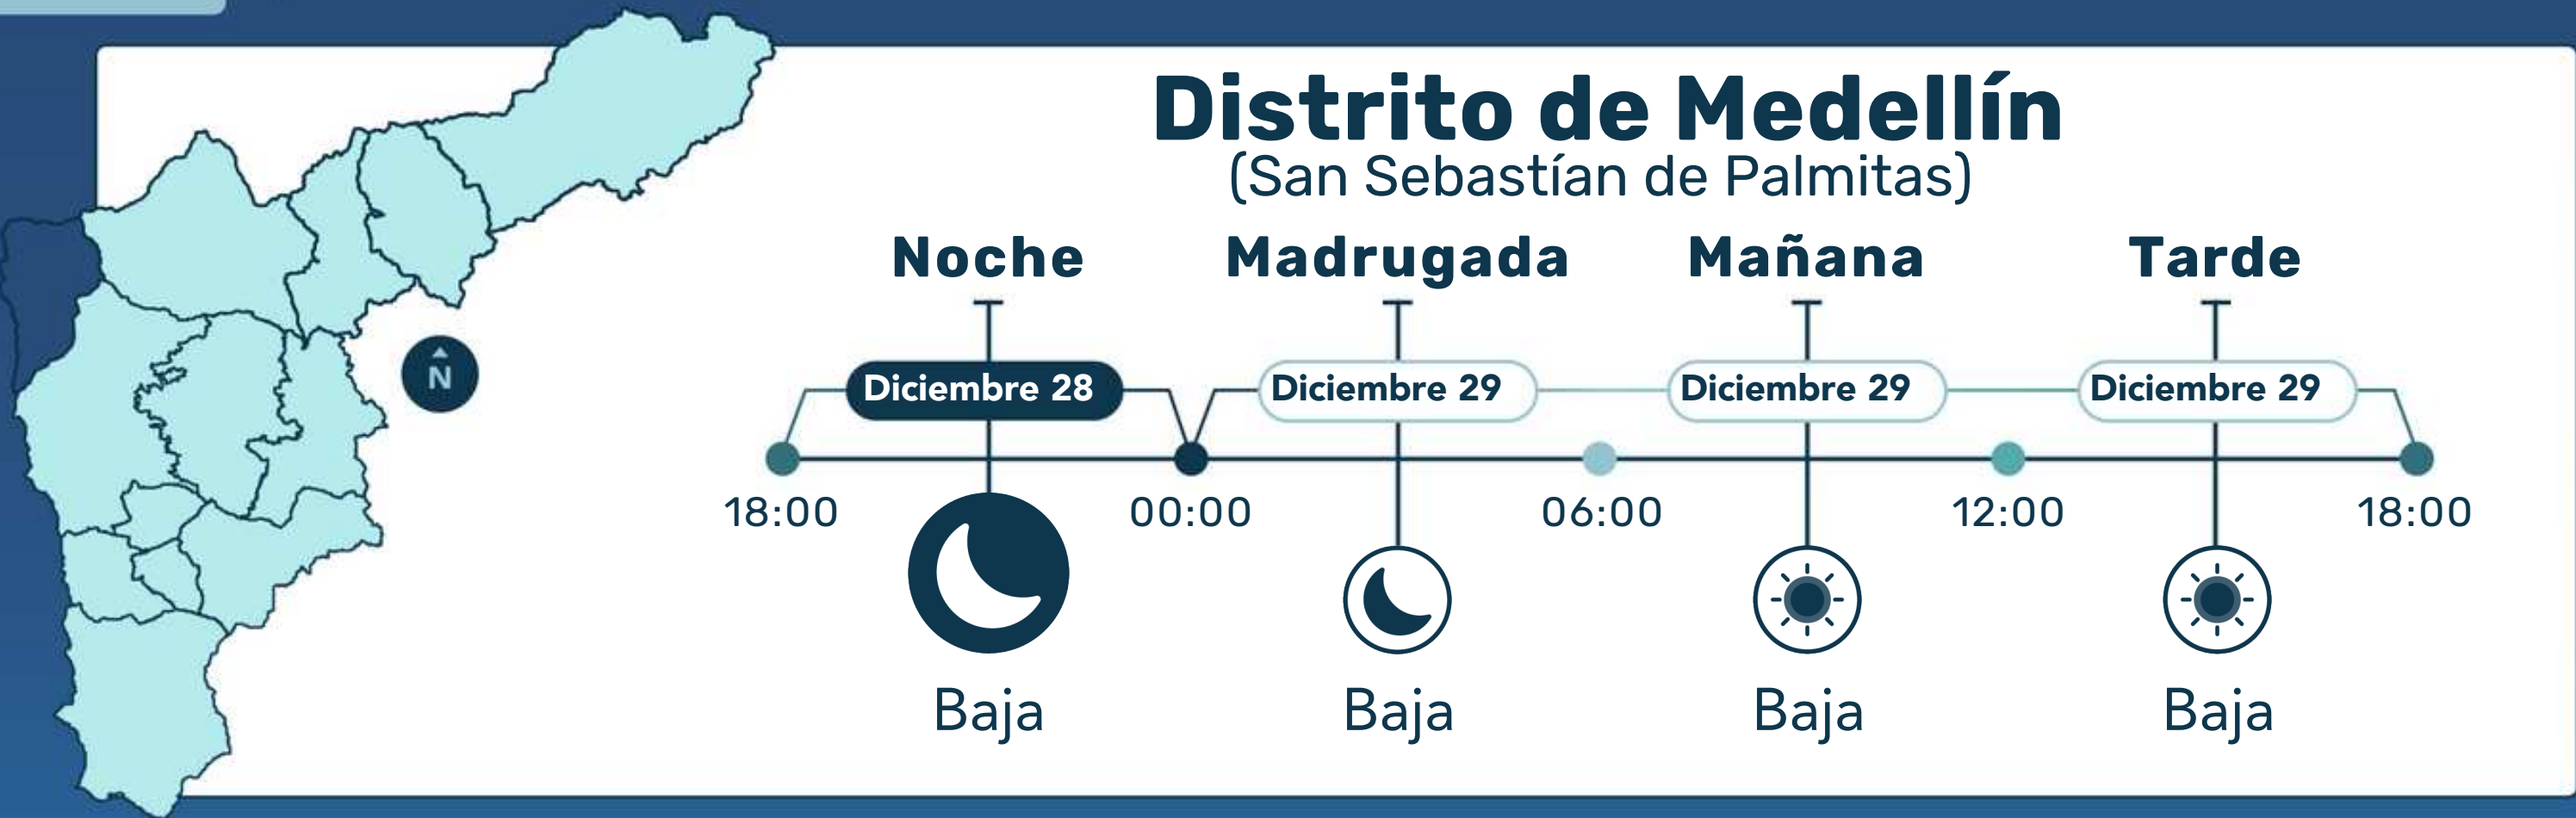 Distrito de Medellín
(San Sebastían de Palmitas)
Noche Madrugada Mañana Tarde
N
Diciembre 28 Diciembre 29 Diciembre 29 Diciembre 29
18:00 00:00 06:00 12:00 18:00
Baja Baja Baja Baja